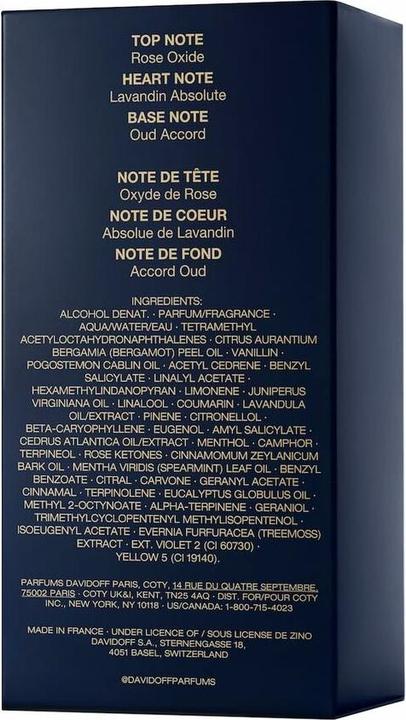 TOP NOTE
Rose Oxide
HEART NOTE
Lavandin Absolute
BASE NOTE
Oud Accord
NOTE DE TÊTE
Oxyde de Rose
NOTE DE COEUR
Absolue de Lavandin
NOTE DE FOND
Accord Oud
INGREDIENTS:
ALCOHOL DENAT. · PARFUM/FRAGRANCE ·
AQUA/WATER/EAU · TETRAMETHYL
ACETYLOCTAHYDRONAPHTHALENES · CITRUS AURANTIUM
BERGAMIA (BERGAMOT) PEEL OIL · VANILLIN ·
POGOSTEMON CABLIN OIL · ACETYL CEDRENE · BENZYL
SALICYLATE · LINALYL ACETATE ·
HEXAMETHYLINDANOPYRAN · LIMONENE · JUNIPERUS
VIRGINIANA OIL · LINALOOL · COUMARIN · LAVANDULA
OIL/EXTRACT · PINENE · CITRONELLOL ·
BETA-CARYOPHYLLENE · EUGENOL · AMYL SALICYLATE ·
CEDRUS ATLANTICA OIL/EXTRACT · MENTHOL · CAMPHOR ·
TERPINEOL · ROSE KETONES · CINNAMOMUM ZEYLANICUM
BARK OIL · MENTHA VIRIDIS (SPEARMINT) LEAF OIL · BENZYL
BENZOATE · CITRAL · CARVONE · GERANYL ACETATE ·
CINNAMAL · TERPINOLENE · EUCALYPTUS GLOBULUS OIL ·
METHYL 2-OCTYNOATE · ALPHA-TERPINENE · GERANIOL ·
TRIMETHYLCYCLOPENTENYL METHYLISOPENTENOL ·
ISOEUGENYL ACETATE · EVERNIA FURFURACEA (TREEMOSS)
EXTRACT · EXT. VIOLET 2 (CI 60730) ·
YELLOW 5 (CI 19140).
PARFUMS DAVIDOFF PARIS, COTY, 14 RUE DU QUATRE SEPTEMBRE,
75002 PARIS · COTY UK&I, KENT, TN25 4AQ · DIST. FOR/POUR COTY
INC., NEW YORK, NY 10118 · US/CANADA: 1-800-715-4023
MADE IN FRANCE · UNDER LICENCE OF / SOUS LICENSE DE ZINO
DAVIDOFF S.A., STERNENGASSE 18,
4051 BASEL, SWITZERLAND
@DAVIDOFFPARFUMS